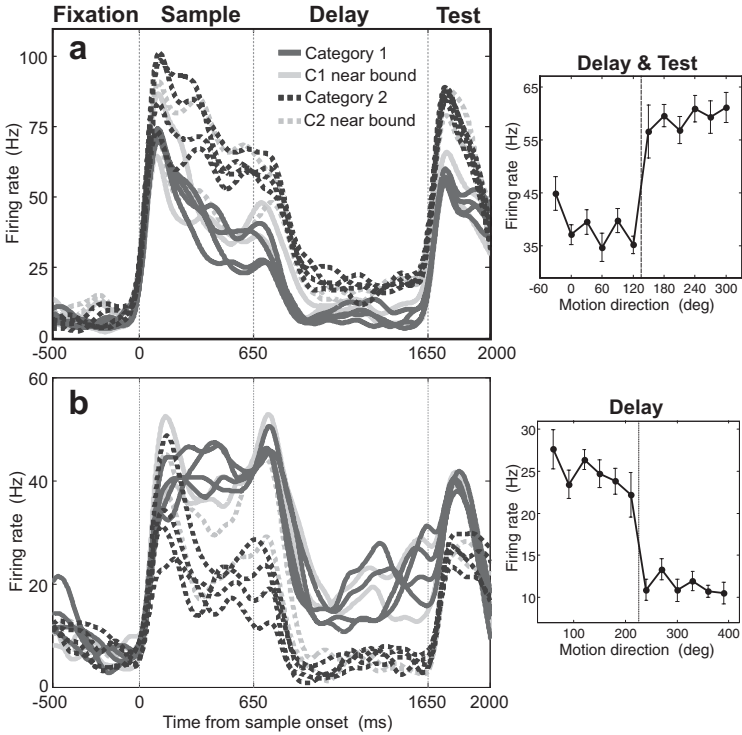 Fixation Sample Delay Test
a
Category 1
C1 near bound
Category 2
C2 near bound
Firing rate (Hz)
100
75
50
25
0
-500 0 650 1650 2000
Delay & Test
Firing rate (Hz)
65
55
45
35
-60 0 60 120 180 240 300
Motion direction (deg)
b
Firing rate (Hz)
60
40
20
0
-500 0 650 1650 2000
Time from sample onset (ms)
Delay
Firing rate (Hz)
30
25
20
15
10
100 200 300 400
Motion direction (deg)